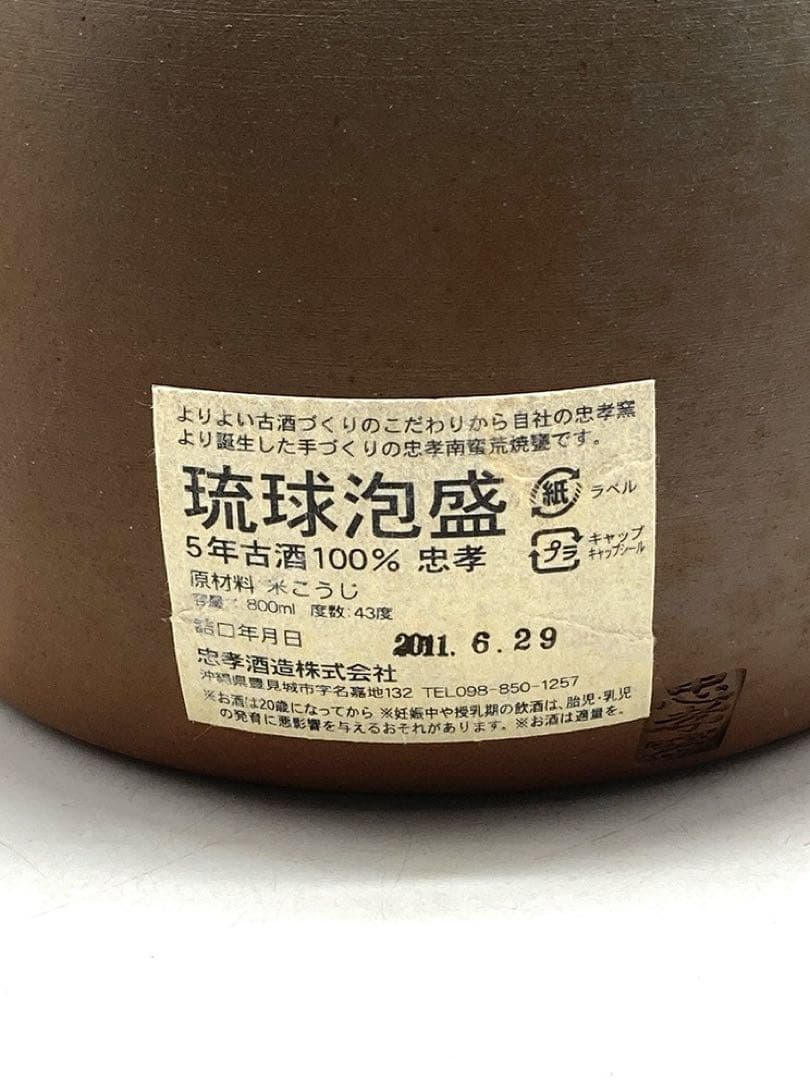 よりよい古酒づくりのこだわりから自社の忠孝窯
より誕生した手づくりの忠孝南蛮荒焼甕です。
琉球泡盛
紙 ラベル
5年古酒100% 忠孝
プラ キャップ
キャップシール
原材料 米こうじ
容量: 800ml 度数:43度
詰口年月日 2011. 6. 29
忠孝酒造株式会社
沖縄県豊見城市字名嘉地132 TEL098-850-1257
※お酒は20歳になってから ※妊娠中や授乳期の飲酒は、胎児・乳児
の発育に悪影響を与えるおそれがあります。※お酒は適量を。